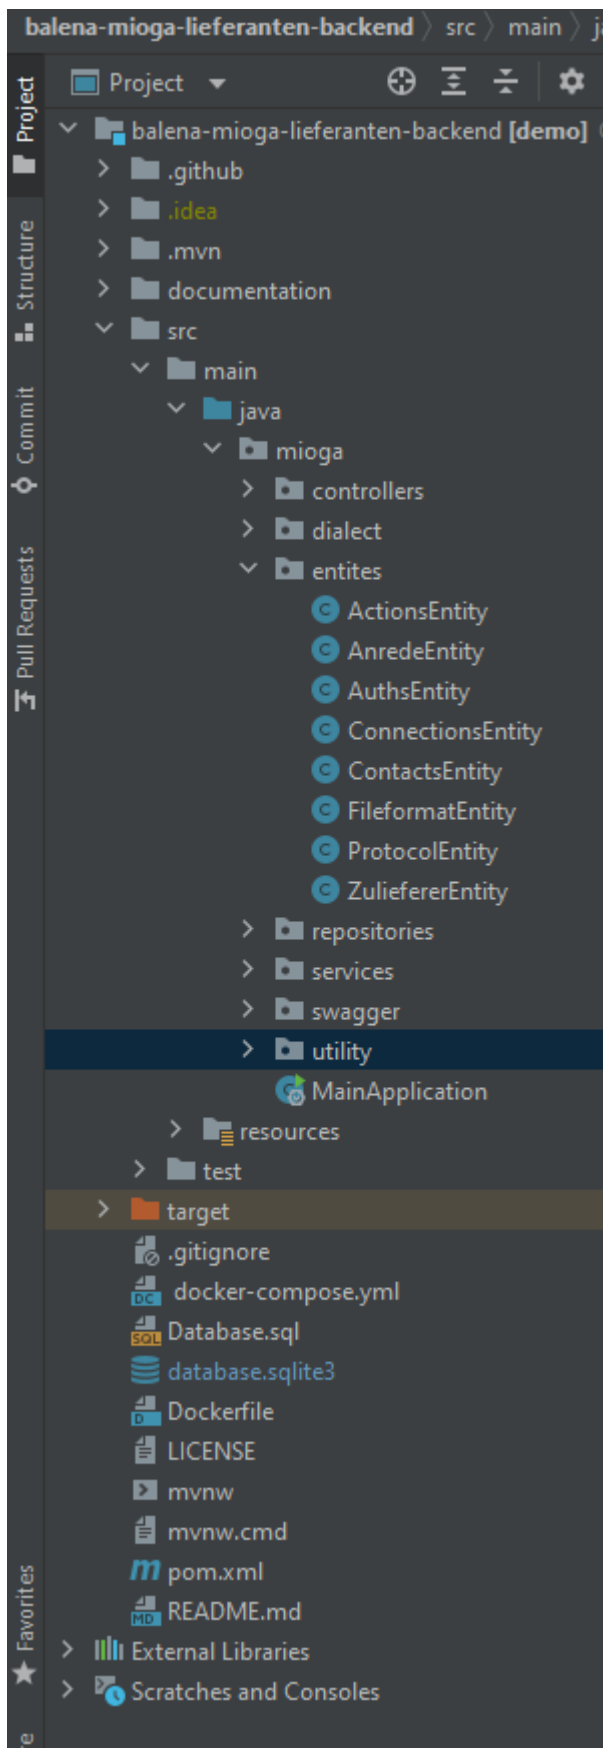 balena-mioga-lieferanten-backend 〉 src 〉 main 〉 ja
Project
balena-mioga-lieferanten-backend [demo]
.github
.idea
.mvn
documentation
src
main
java
mioga
controllers
dialect
entites
ActionsEntity
AnredeEntity
AuthsEntity
ConnectionsEntity
ContactsEntity
FileformatEntity
ProtocolEntity
ZuliefererEntity
repositories
services
swagger
utility
MainApplication
resources
test
target
.gitignore
docker-compose.yml
Database.sql
database.sqlite3
Dockerfile
LICENSE
mvnw
mvnw.cmd
pom.xml
README.md
External Libraries
Scratches and Consoles
Project
Structure
Commit
Pull Requests
Favorites